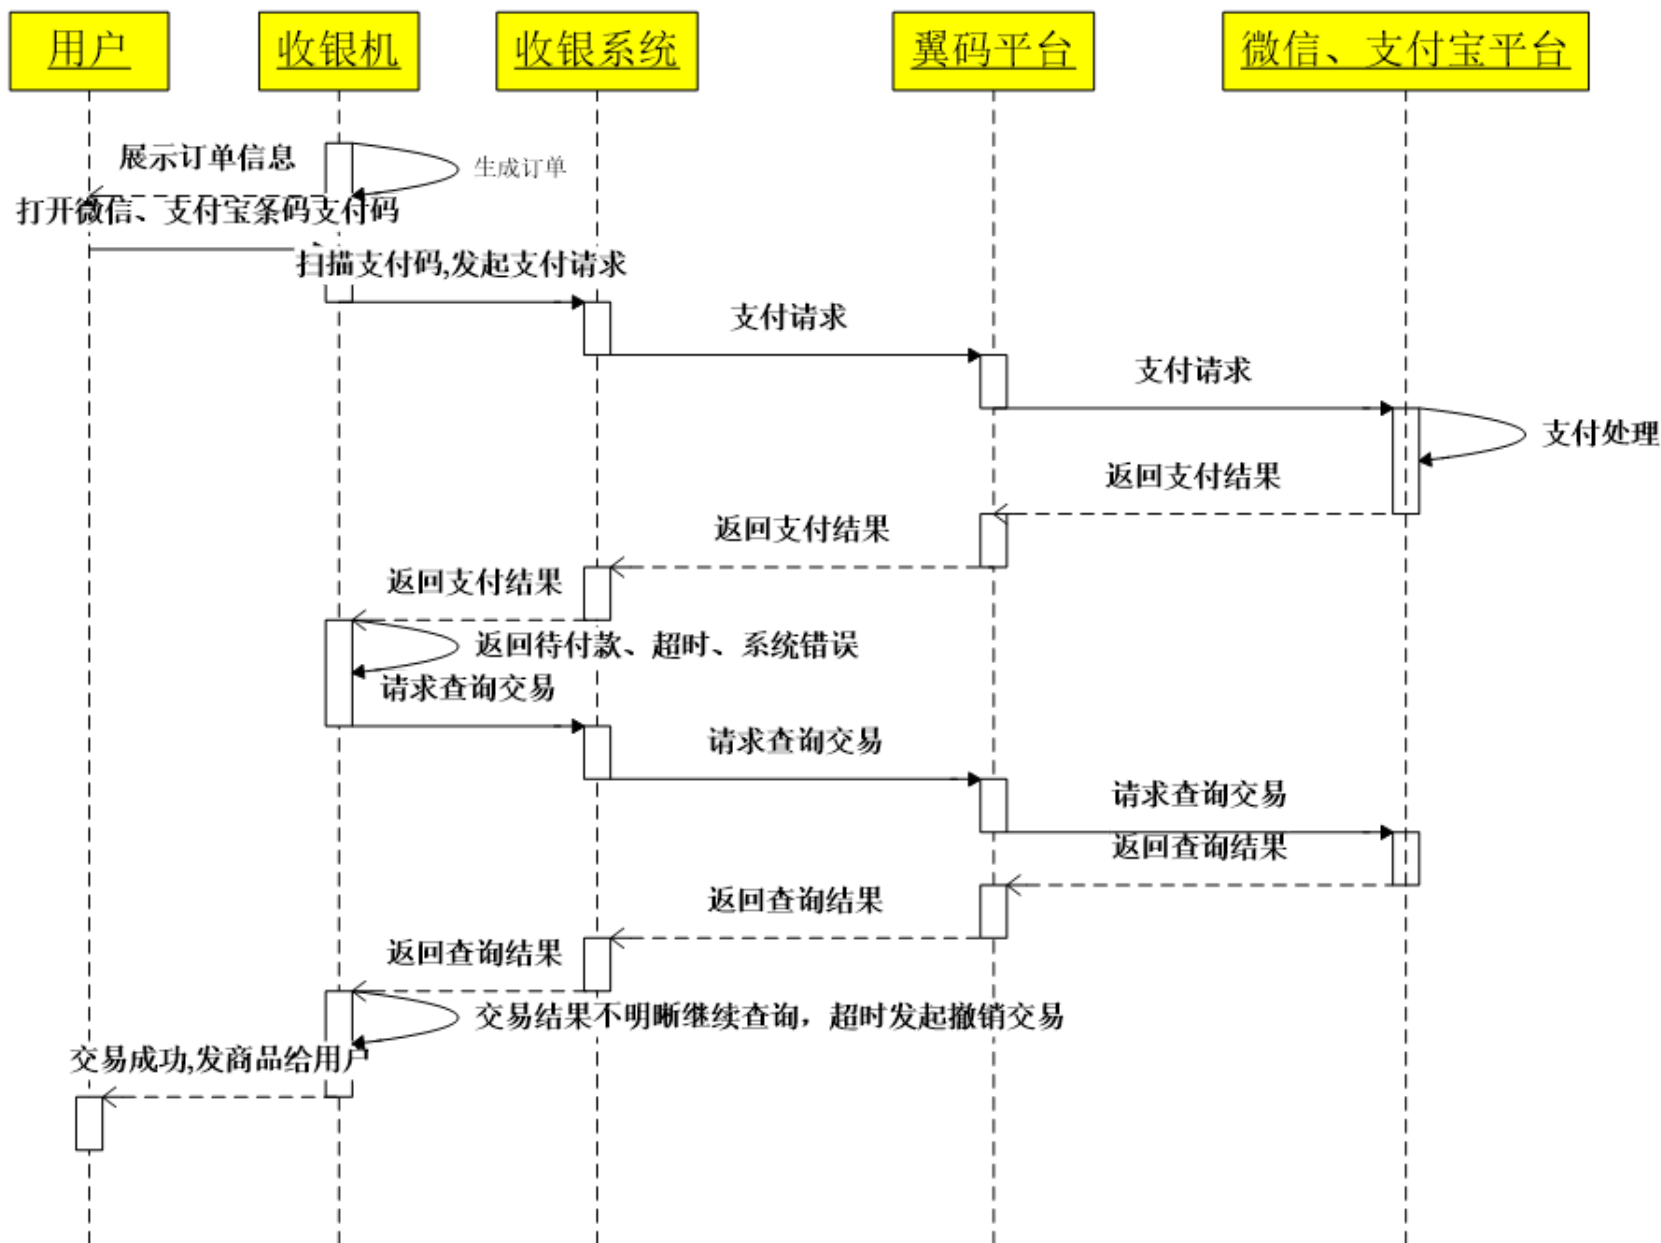 用户
收银机
收银系统
翼码平台
微信、支付宝平台
展示订单信息
生成订单
打开微信、支付宝条码支付码
扫描支付码,发起支付请求
支付请求
支付请求
支付处理
返回支付结果
返回支付结果
返回支付结果
返回待付款、超时、系统错误
请求查询交易
请求查询交易
请求查询交易
返回查询结果
返回查询结果
返回查询结果
交易结果不明晰继续查询，超时发起撤销交易
交易成功,发商品给用户